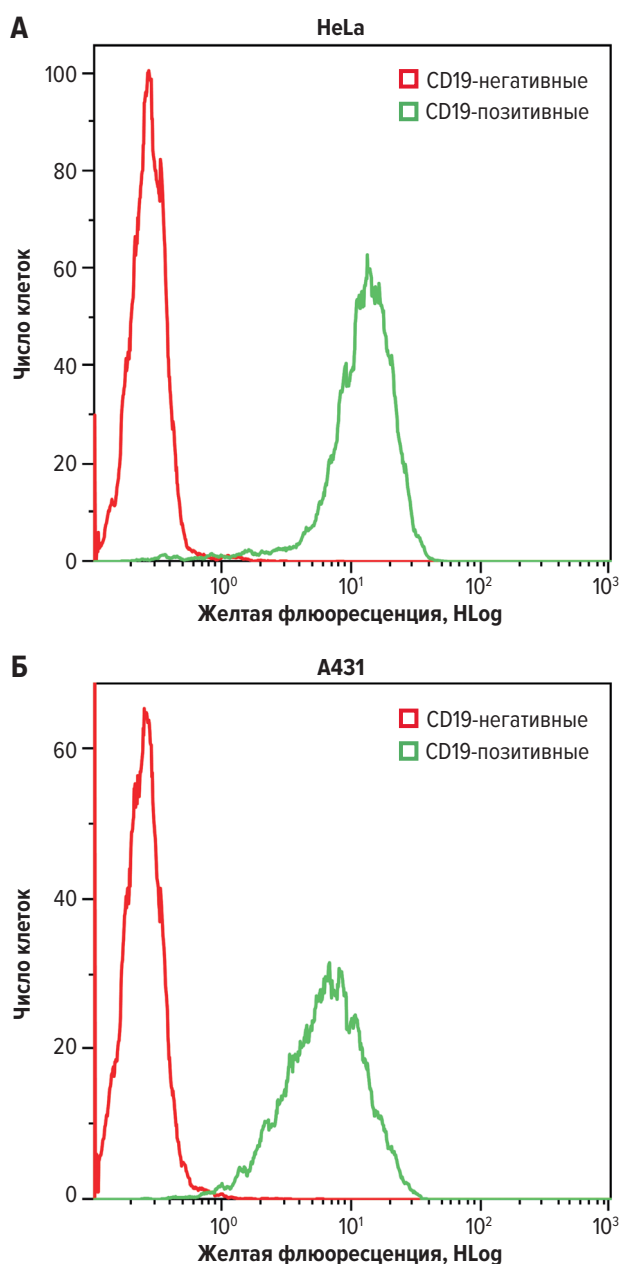 А
HeLa
CD19-негативные
CD19-позитивные
Число клеток
100
80
60
40
20
0
10⁰
10¹
10²
10³
Желтая флюоресценция, HLog
Б
A431
CD19-негативные
CD19-позитивные
Число клеток
60
40
20
0
10⁰
10¹
10²
10³
Желтая флюоресценция, HLog